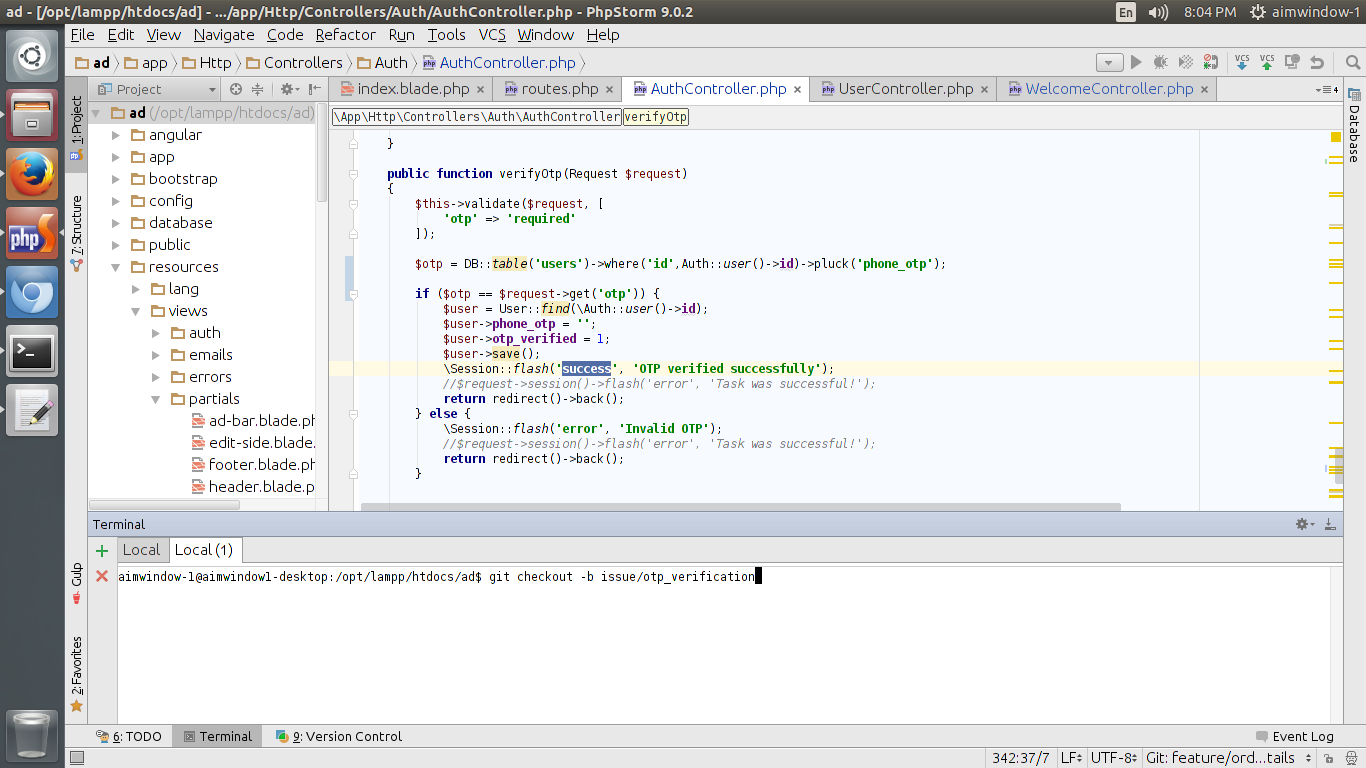 ad - [/opt/lampp/htdocs/ad] - .../app/Http/Controllers/Auth/AuthController.php - PhpStorm 9.0.2
En
8:04 PM
aimwindow-1
File Edit View Navigate Code Refactor Run Tools VCS Window Help
ad app Http Controllers Auth AuthController.php
VCS VCS
1: Project
7: Structure
Gulp
2: Favorites
Project
ad (/opt/lampp/htdocs/ad)
angular
app
bootstrap
config
database
public
resources
lang
views
auth
emails
errors
partials
ad-bar.blade.ph
edit-side.blade.
footer.blade.ph
header.blade.p
index.blade.php routes.php AuthController.php UserController.php WelcomeController.php
4
Database
\App\Http\Controllers\Auth\AuthController verifyOtp
}
public function verifyOtp(Request $request)
{
$this->validate($request, [
'otp' => 'required'
]);
$otp = DB::table('users')->where('id',Auth::user()->id)->pluck('phone_otp');
if ($otp == $request->get('otp')) {
$user = User::find(\Auth::user()->id);
$user->phone_otp = '';
$user->otp_verified = 1;
$user->save();
\Session::flash('success', 'OTP verified successfully');
//$request->session()->flash('error', 'Task was successful!');
return redirect()->back();
} else {
\Session::flash('error', 'Invalid OTP');
//$request->session()->flash('error', 'Task was successful!');
return redirect()->back();
}
Terminal
Local Local (1)
aimwindow-1@aimwindow1-desktop:/opt/lampp/htdocs/ad$ git checkout -b issue/otp_verification
6: TODO Terminal 9: Version Control Event Log
342:37/7 LF UTF-8 Git: feature/ord...tails